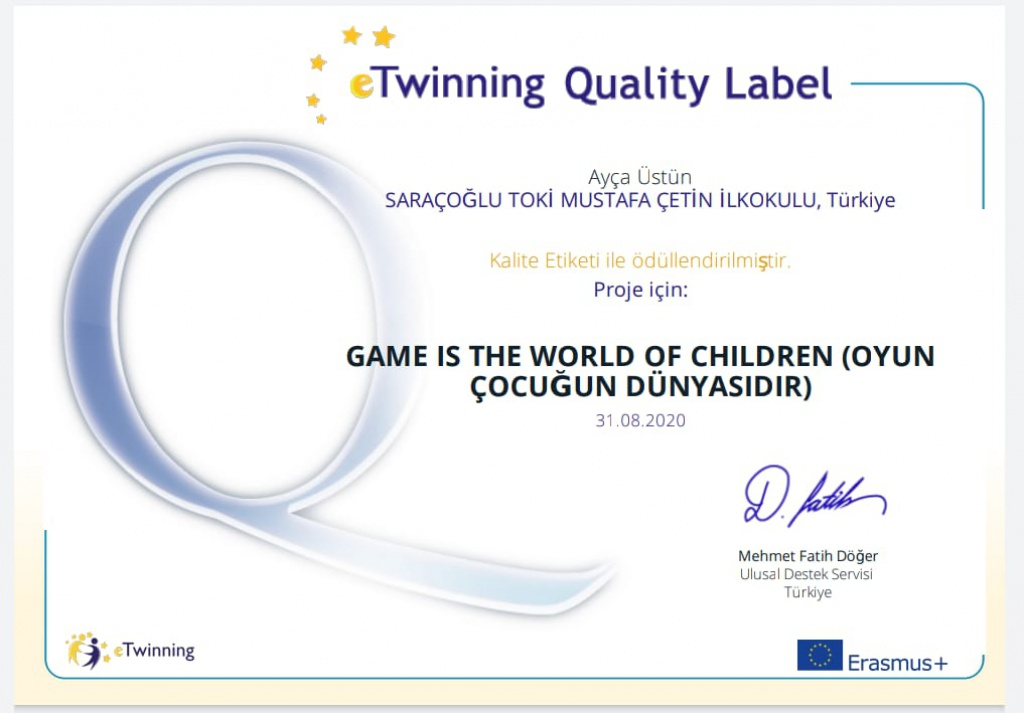 eTwinning Quality Label
Ayça Üstün
SARAÇOĞLU TOKİ MUSTAFA ÇETİN İLKOKULU, Türkiye
Kalite Etiketi ile ödüllendirilmiştir.
Proje için:
GAME IS THE WORLD OF CHILDREN (OYUN
ÇOCUĞUN DÜNYASIDIR)
31.08.2020
D. Fatih
Mehmet Fatih Döğer
Ulusal Destek Servisi
Türkiye
eTwinning
Erasmus+